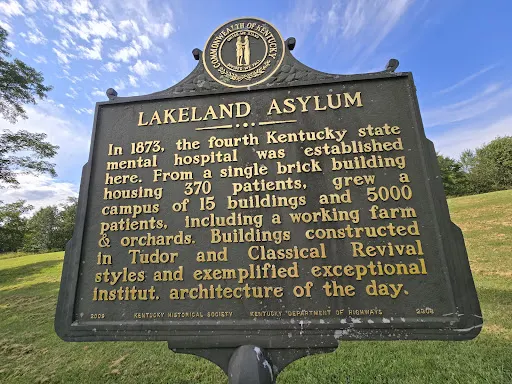 COMMONWEALTH OF KENTUCKY
LAKELAND ASYLUM
In 1873, the fourth Kentucky state
mental hospital was established
here. From a single brick building
housing 370 patients, grew a
campus of 15 buildings and 5000
patients, including a working farm
& orchards. Buildings constructed
in Tudor and Classical Revival
styles and exemplified exceptional
institut. architecture of the day.
KENTUCKY HISTORICAL SOCIETY KENTUCKY DEPARTMENT OF HIGHWAYS